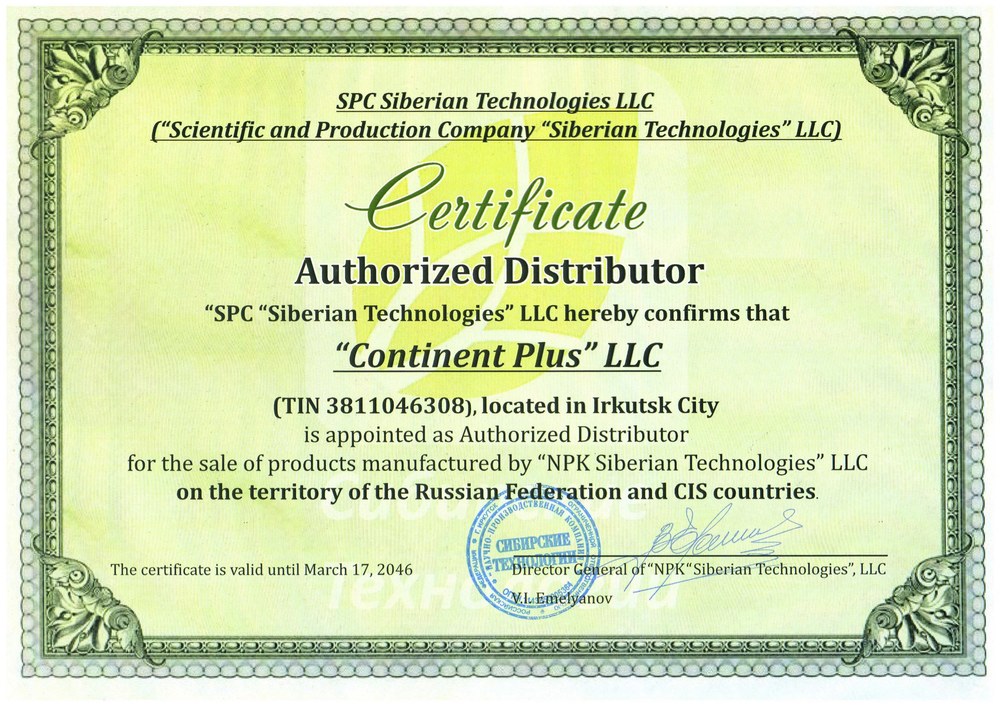 SPC Siberian Technologies LLC
(“Scientific and Production Company “Siberian Technologies” LLC)
Certificate
Authorized Distributor
“SPC “Siberian Technologies” LLC hereby confirms that
“Continent Plus” LLC
(TIN 3811046308), located in Irkutsk City
is appointed as Authorized Distributor
for the sale of products manufactured by “NPK Siberian Technologies” LLC
on the territory of the Russian Federation and CIS countries.
The certificate is valid until March 17, 2046
Director General of “NPK“Siberian Technologies”, LLC
V.I. Emelyanov
СИБИРСКИЕ
ТЕХНОЛОГИИ
НАУЧНО-ПРОИЗВОДСТВЕННАЯ КОМПАНИЯ
Г. ИРКУТСК